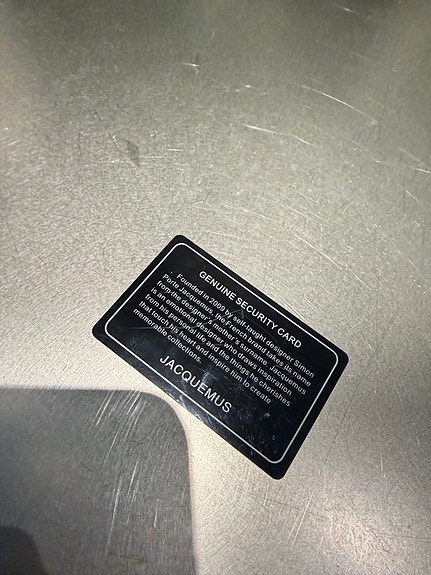 GENUINE SECURITY CARD
Founded in 2009 by self-taught designer Simon
Porte Jacquemus, the French brand takes its name
from the designer's mother's surname. Jacquemus
is an emotional designer who draws inspiration
from his personal life and the things he cherishes
that touch his heart and inspire him to create
memorable collections.
JACQUEMUS